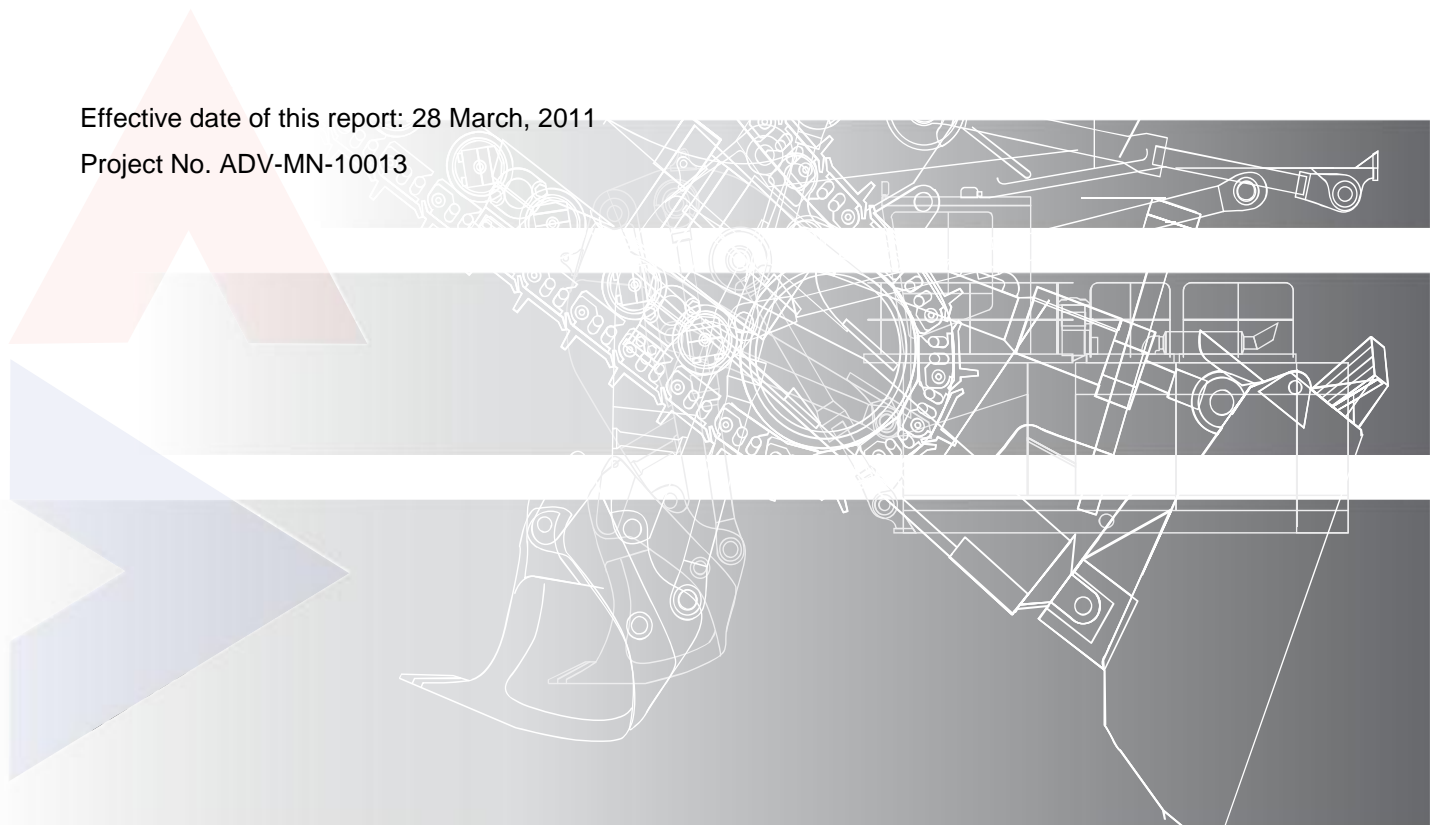 Effective date of this report: 28 March, 2011
Project No. ADV-MN-10013